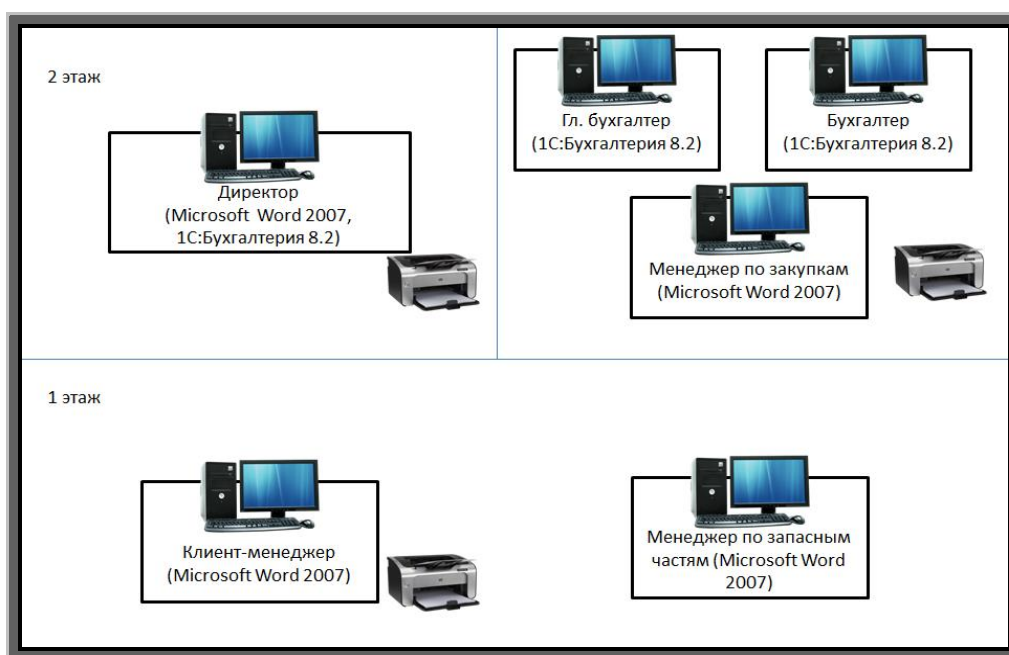 2 этаж
Директор
(Microsoft Word 2007,
1С:Бухгалтерия 8.2)
Гл. бухгалтер
(1С:Бухгалтерия 8.2)
Бухгалтер
(1С:Бухгалтерия 8.2)
Менеджер по закупкам
(Microsoft Word 2007)
1 этаж
Клиент-менеджер
(Microsoft Word 2007)
Менеджер по запасным
частям (Microsoft Word
2007)